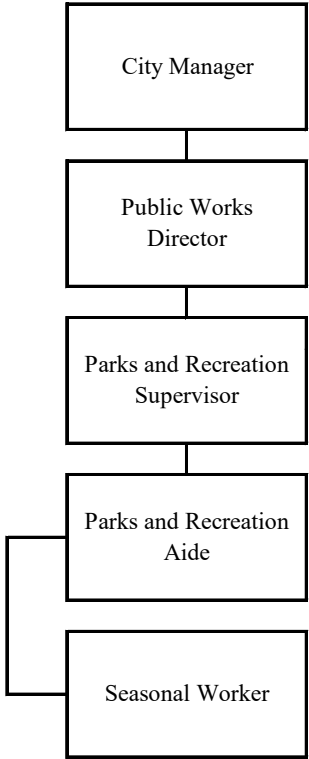 City Manager
Public Works
Director
Parks and Recreation
Supervisor
Parks and Recreation
Aide
Seasonal Worker